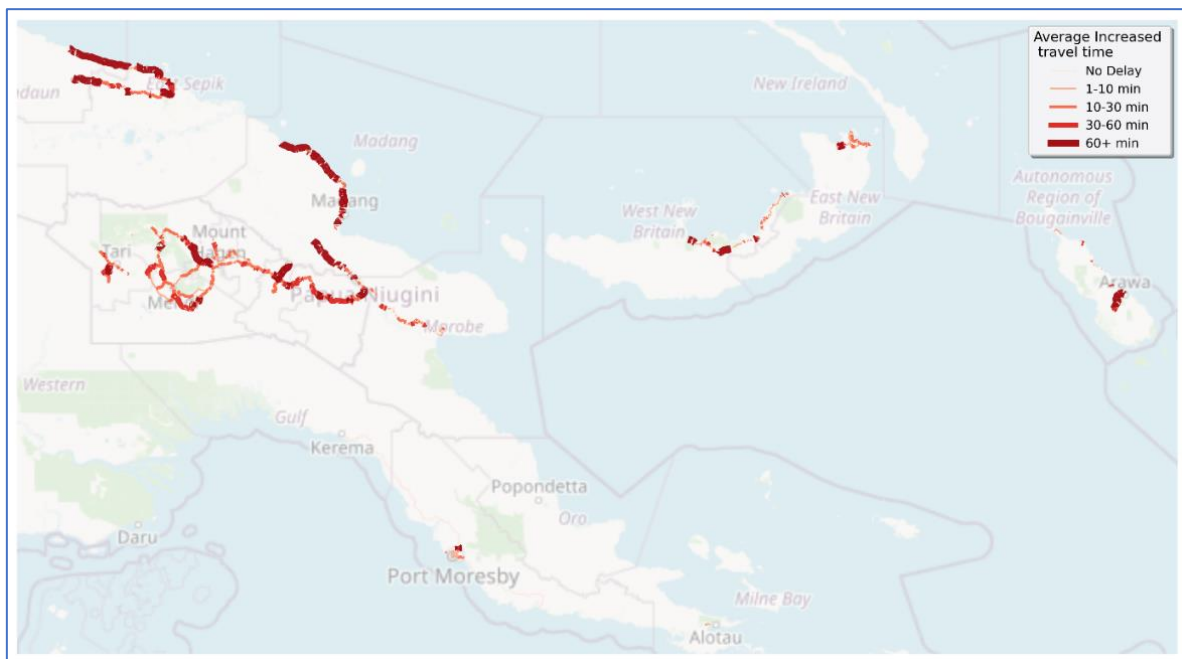 Average Increased
travel time
No Delay
1-10 min
10-30 min
30-60 min
60+ min
East Sepik
New Ireland
Madang
Autonomous
Region of
Bougainville
Madang
West New
Britain
East New
Britain
Tari
Mount
Arawa
Papua Niugini
Morobe
Western
Gulf
Kerema
Popondetta
Oro
Daru
Port Moresby
Milne Bay
Alotau